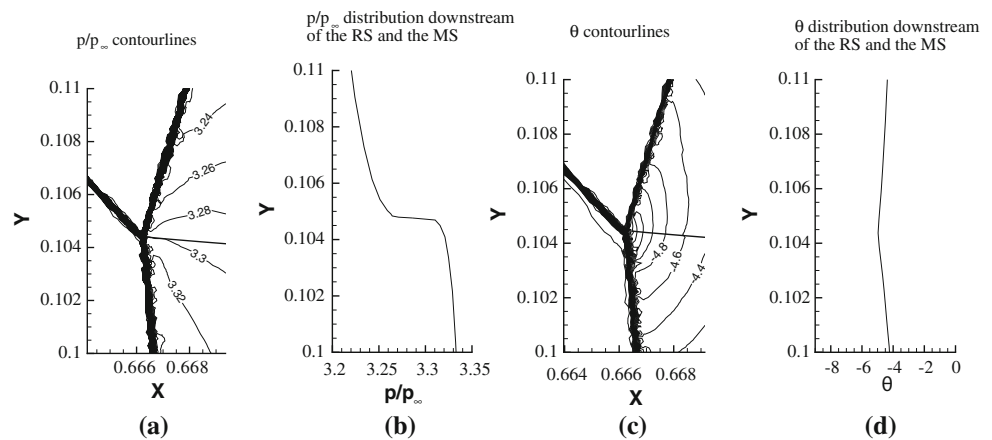 p/p∞ contourlines
0.11
0.108
0.106
0.104
0.102
0.1
Y
3.24
3.26
3.28
3.3
3.32
0.666 0.668
X
(a)
p/p∞ distribution downstream
of the RS and the MS
0.11
0.108
0.106
0.104
0.102
0.1
Y
3.2 3.25 3.3 3.35
p/p∞
(b)
θ contourlines
0.11
0.108
0.106
0.104
0.102
0.1
Y
-4.8
-4.6
-4.4
0.664 0.666 0.668
X
(c)
θ distribution downstream
of the RS and the MS
0.11
0.108
0.106
0.104
0.102
0.1
Y
-8 -6 -4 -2 0
θ
(d)